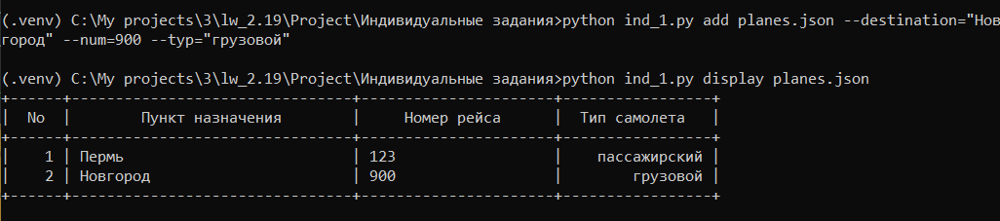 (.venv) C:\My projects\3\lw_2.19\Project\Индивидуальные задания>python ind_1.py add planes.json --destination="Нов
город" --num=900 --typ="грузовой"
(.venv) C:\My projects\3\lw_2.19\Project\Индивидуальные задания>python ind_1.py display planes.json
+------+--------------------------------+----------------------+-----------------+
|  No  |        Пункт назначения        |     Номер рейса      |  Тип самолета   |
+------+--------------------------------+----------------------+-----------------+
|    1 | Пермь                          | 123                  |    пассажирский |
|    2 | Новгород                       | 900                  |        грузовой |
+------+--------------------------------+----------------------+-----------------+